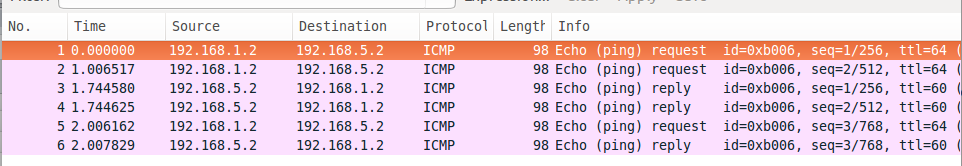 No. Time Source Destination Protocol Length Info
1 0.000000 192.168.1.2 192.168.5.2 ICMP 98 Echo (ping) request id=0xb006, seq=1/256, ttl=64 (
2 1.006517 192.168.1.2 192.168.5.2 ICMP 98 Echo (ping) request id=0xb006, seq=2/512, ttl=64 (
3 1.744580 192.168.5.2 192.168.1.2 ICMP 98 Echo (ping) reply id=0xb006, seq=1/256, ttl=60 (
4 1.744625 192.168.5.2 192.168.1.2 ICMP 98 Echo (ping) reply id=0xb006, seq=2/512, ttl=60 (
5 2.006162 192.168.1.2 192.168.5.2 ICMP 98 Echo (ping) request id=0xb006, seq=3/768, ttl=64 (
6 2.007829 192.168.5.2 192.168.1.2 ICMP 98 Echo (ping) reply id=0xb006, seq=3/768, ttl=60 (